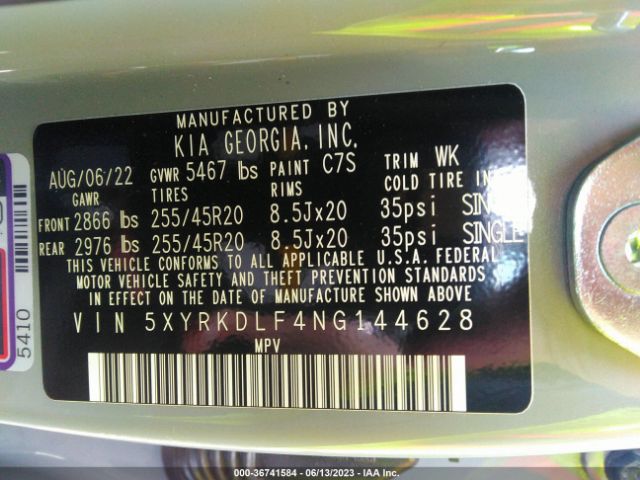 MANUFACTURED BY
KIA GEORGIA, INC.
AUG/06/22 GVWR 5467 lbs PAINT C7S TRIM WK
GAWR TIRES RIMS COLD TIRE IN
FRONT 2866 lbs 255/45R20 8.5Jx20 35psi SINGLE
REAR 2976 lbs 255/45R20 8.5Jx20 35psi SINGLE
THIS VEHICLE CONFORMS TO ALL APPLICABLE U.S.A. FEDERAL
MOTOR VEHICLE SAFETY AND THEFT PREVENTION STANDARDS
IN EFFECT ON THE DATE OF MANUFACTURE SHOWN ABOVE
VIN 5XYRKDLF4NG144628
MPV
5410
000-36741584 - 06/13/2023 - IAA Inc.